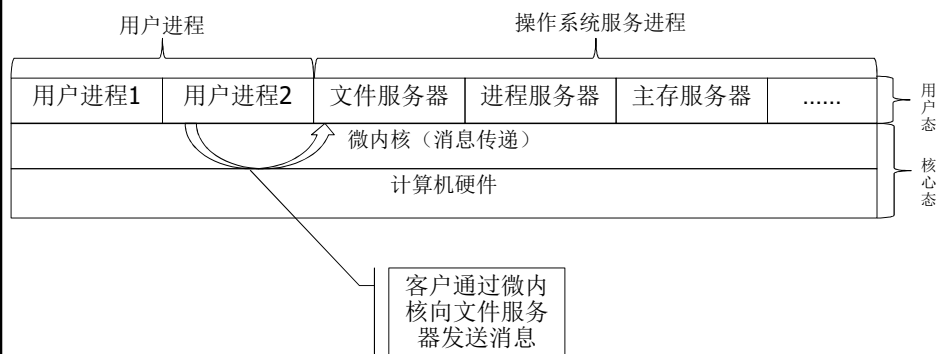 用户进程
操作系统服务进程
用户进程1
用户进程2
文件服务器
进程服务器
主存服务器
......
用户态
微内核（消息传递）
计算机硬件
核心态
客户通过微内
核向文件服务
器发送消息